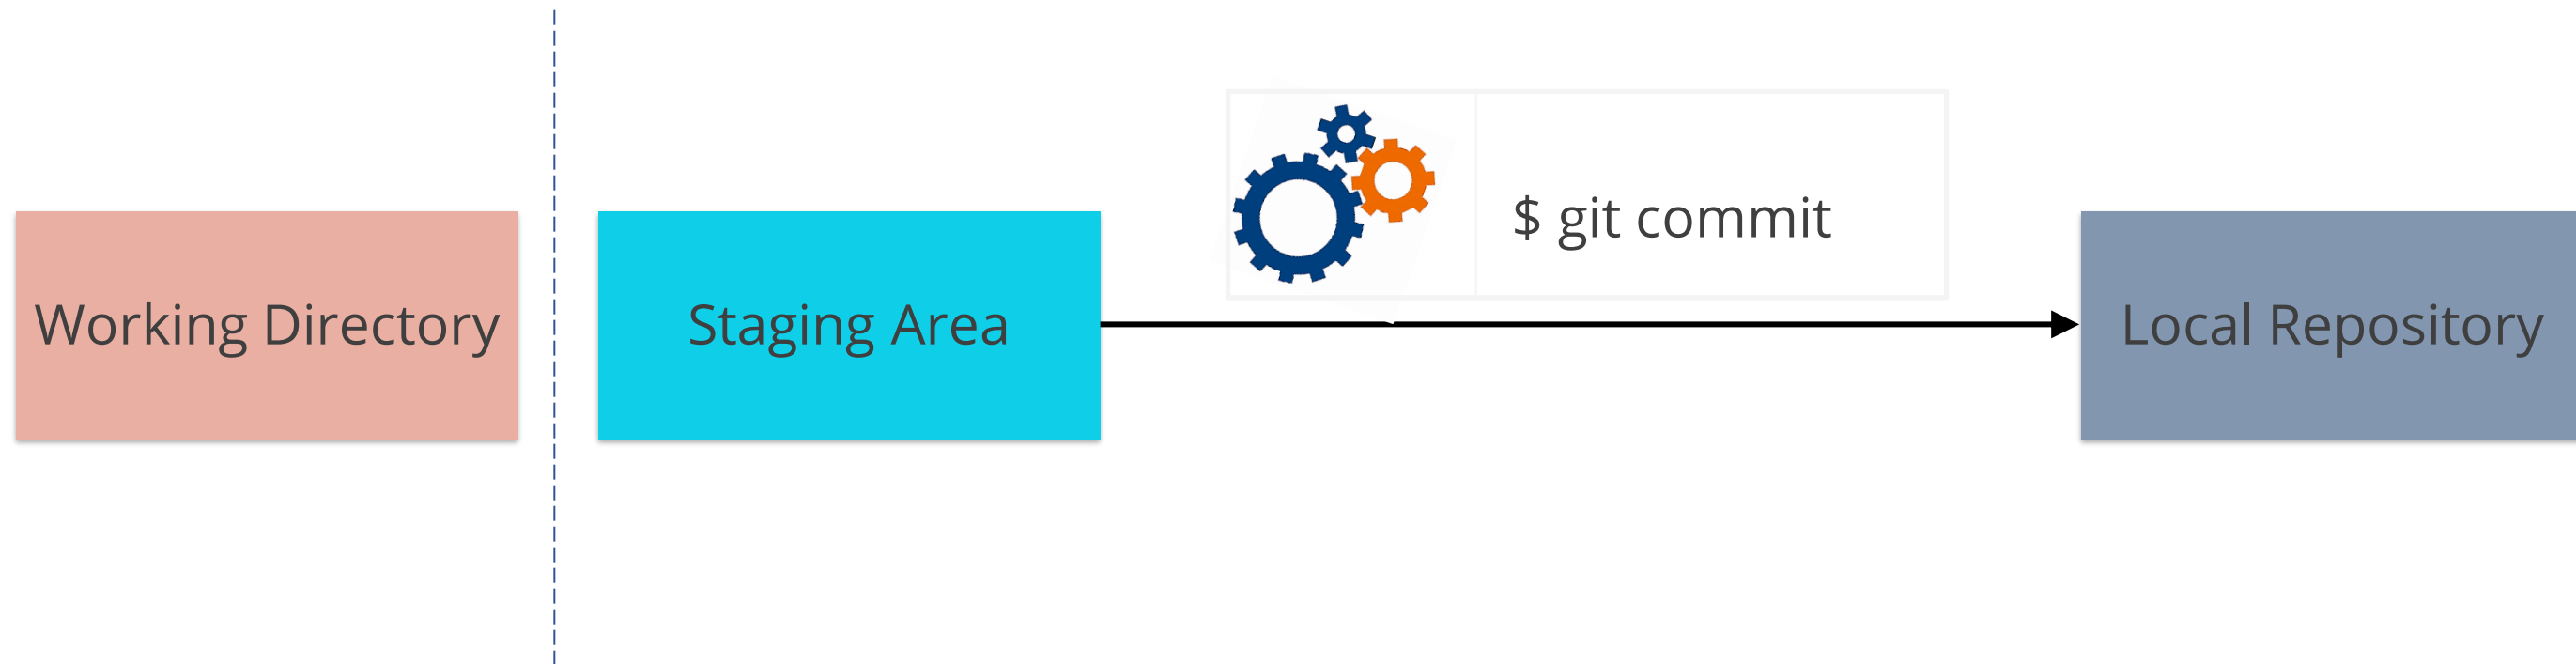 $ git commit
Working Directory
Staging Area
Local Repository